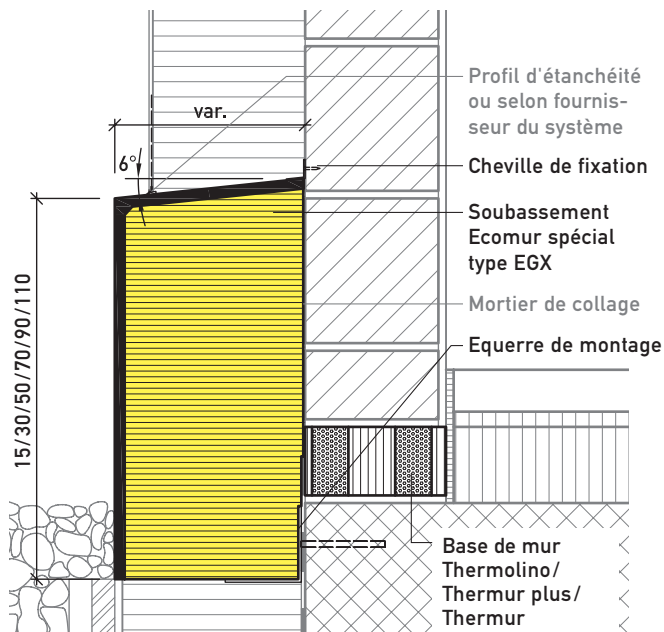 Profil d'étanchéité
ou selon fournis-
seur du système
var.
6°
Cheville de fixation
Soubassement
Ecomur spécial
type EGX
Mortier de collage
Equerre de montage
15/30/50/70/90/110
Base de mur
Thermolino/
Thermur plus/
Thermur